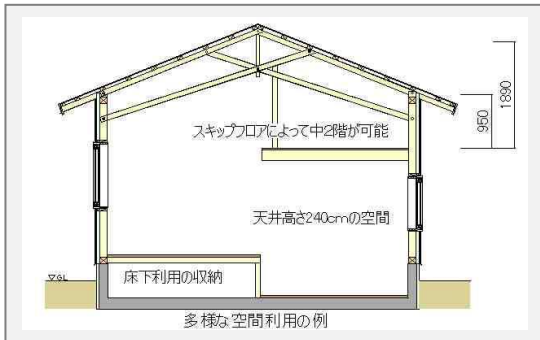 スキップフロアによって中2階が可能
950
1890
天井高さ240cmの空間
床下利用の収納
▽GL
多様な空間利用の例